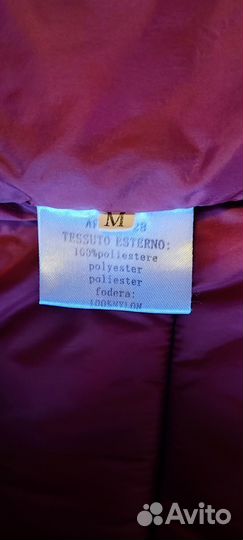 M
TESSUTO ESTERNO:
100%poliestere
polyester
poliester
fodera:
100%NYLON
Avito